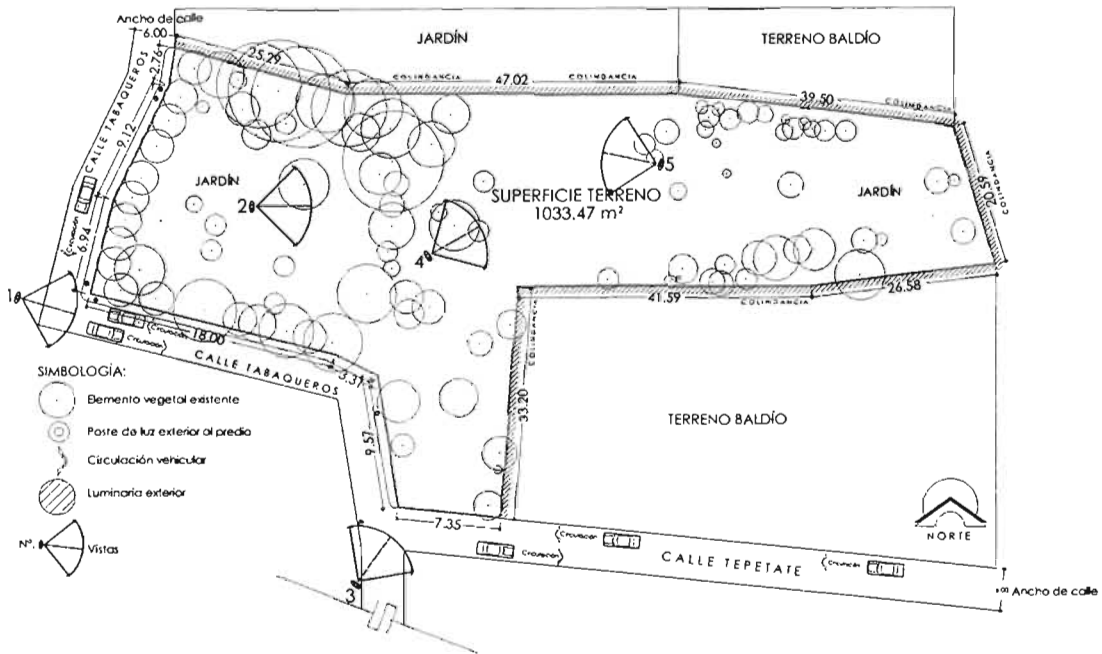 Ancho de calle
6.00
JARDÍN
TERRENO BALDÍO
25.29
COLINDANCIA
47.02
COLINDANCIA
39.50
COLINDANCIA
2.76
CALLE TABAQUEROS
9.12
JARDÍN
5
SUPERFICIE TERRENO
1033.47 m²
JARDÍN
20.59
COLINDANCIA
2
4
Circulación
6.94
1
41.59
COLINDANCIA
26.58
COLINDANCIA
Circulación
18.00
Circulación
CALLE TABAQUEROS
3.37
33.20
9.57
TERRENO BALDÍO
SIMBOLOGÍA:
Elemento vegetal existente
Poste de luz exterior al predio
Circulación vehicular
Luminaria exterior
Nº.
Vistas
7.35
NORTE
Circulación
Circulación
CALLE TEPETATE
Circulación
3
8
Ancho de calle